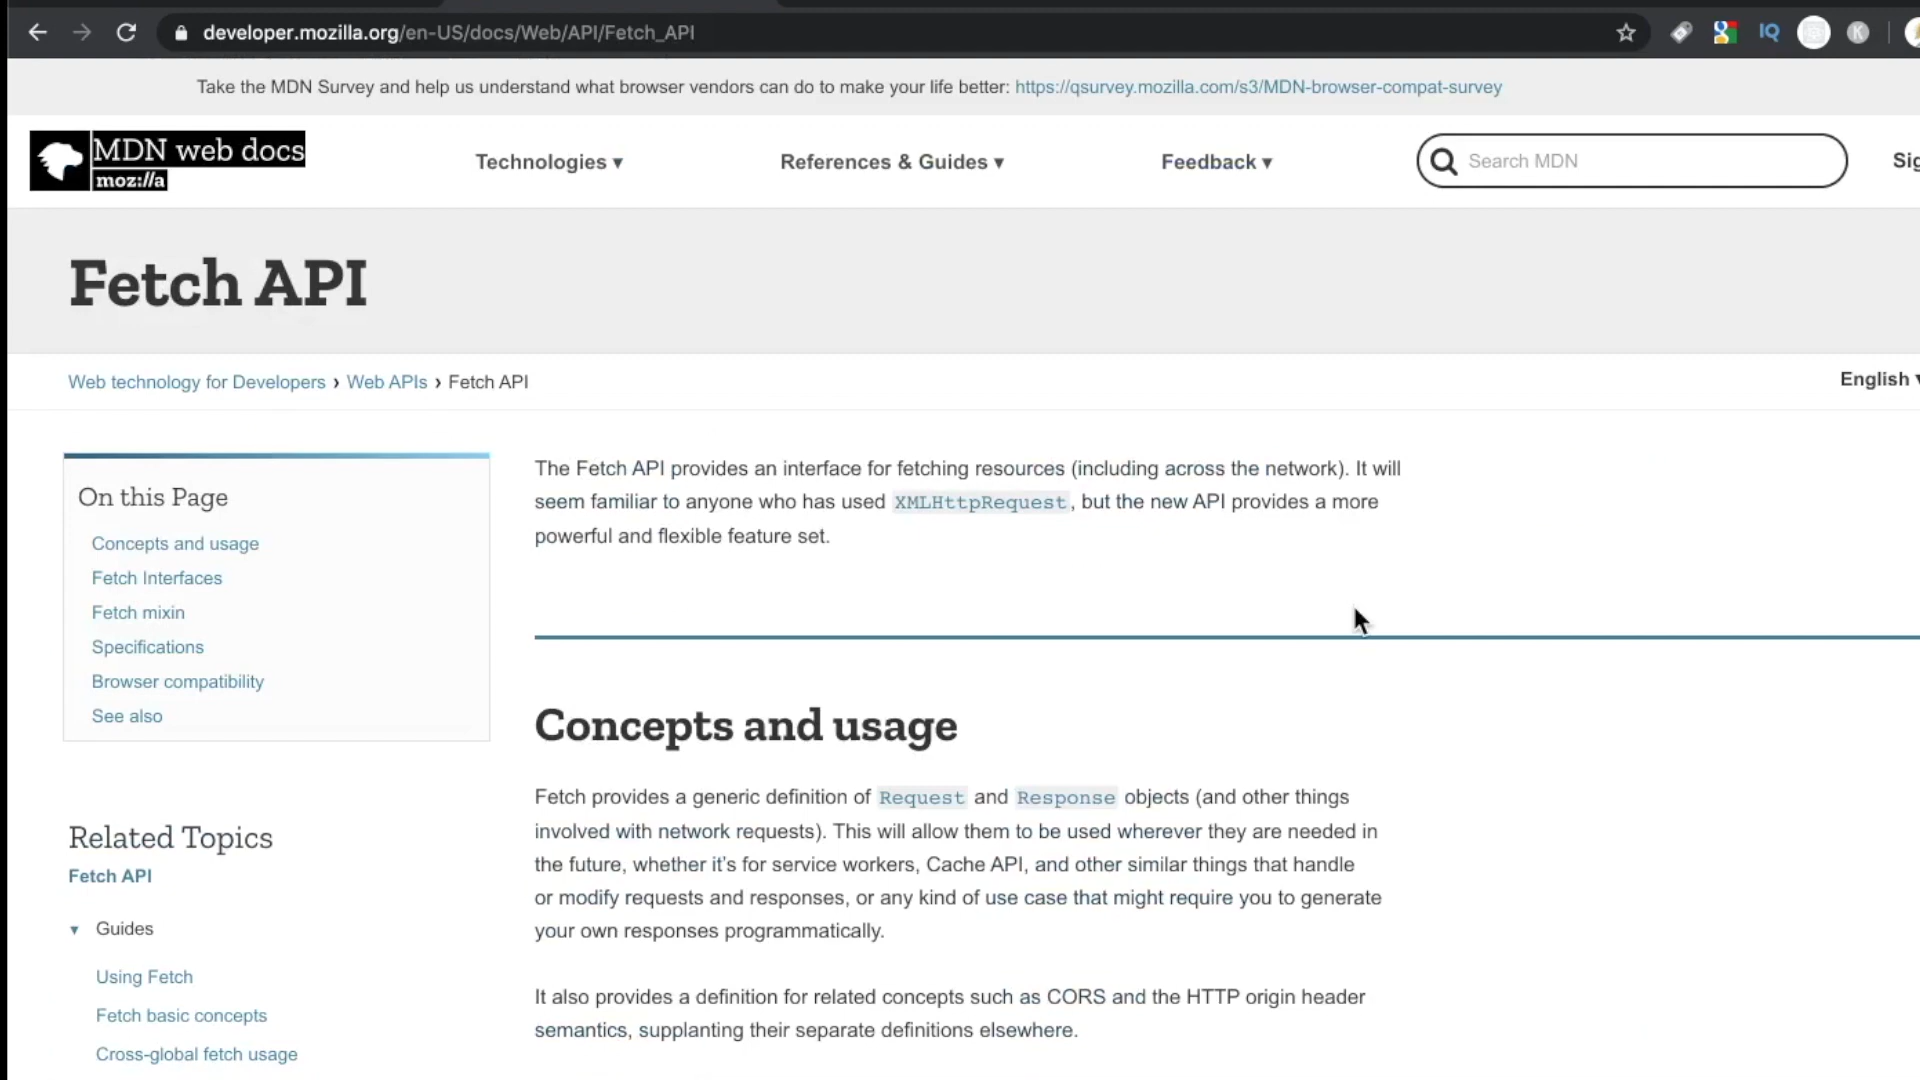 developer.mozilla.org/en-US/docs/Web/API/Fetch_API
IQ
K
Take the MDN Survey and help us understand what browser vendors can do to make your life better: https://qsurvey.mozilla.com/s3/MDN-browser-compat-survey
MDN web docs
moz://a
Technologies ▾
References & Guides ▾
Feedback ▾
Search MDN
Fetch API
Web technology for Developers › Web APIs › Fetch API
English
On this Page
Concepts and usage
Fetch Interfaces
Fetch mixin
Specifications
Browser compatibility
See also
Related Topics
Fetch API
▾ Guides
Using Fetch
Fetch basic concepts
Cross-global fetch usage
The Fetch API provides an interface for fetching resources (including across the network). It will
seem familiar to anyone who has used XMLHttpRequest, but the new API provides a more
powerful and flexible feature set.
Concepts and usage
Fetch provides a generic definition of Request and Response objects (and other things
involved with network requests). This will allow them to be used wherever they are needed in
the future, whether it's for service workers, Cache API, and other similar things that handle
or modify requests and responses, or any kind of use case that might require you to generate
your own responses programmatically.
It also provides a definition for related concepts such as CORS and the HTTP origin header
semantics, supplanting their separate definitions elsewhere.